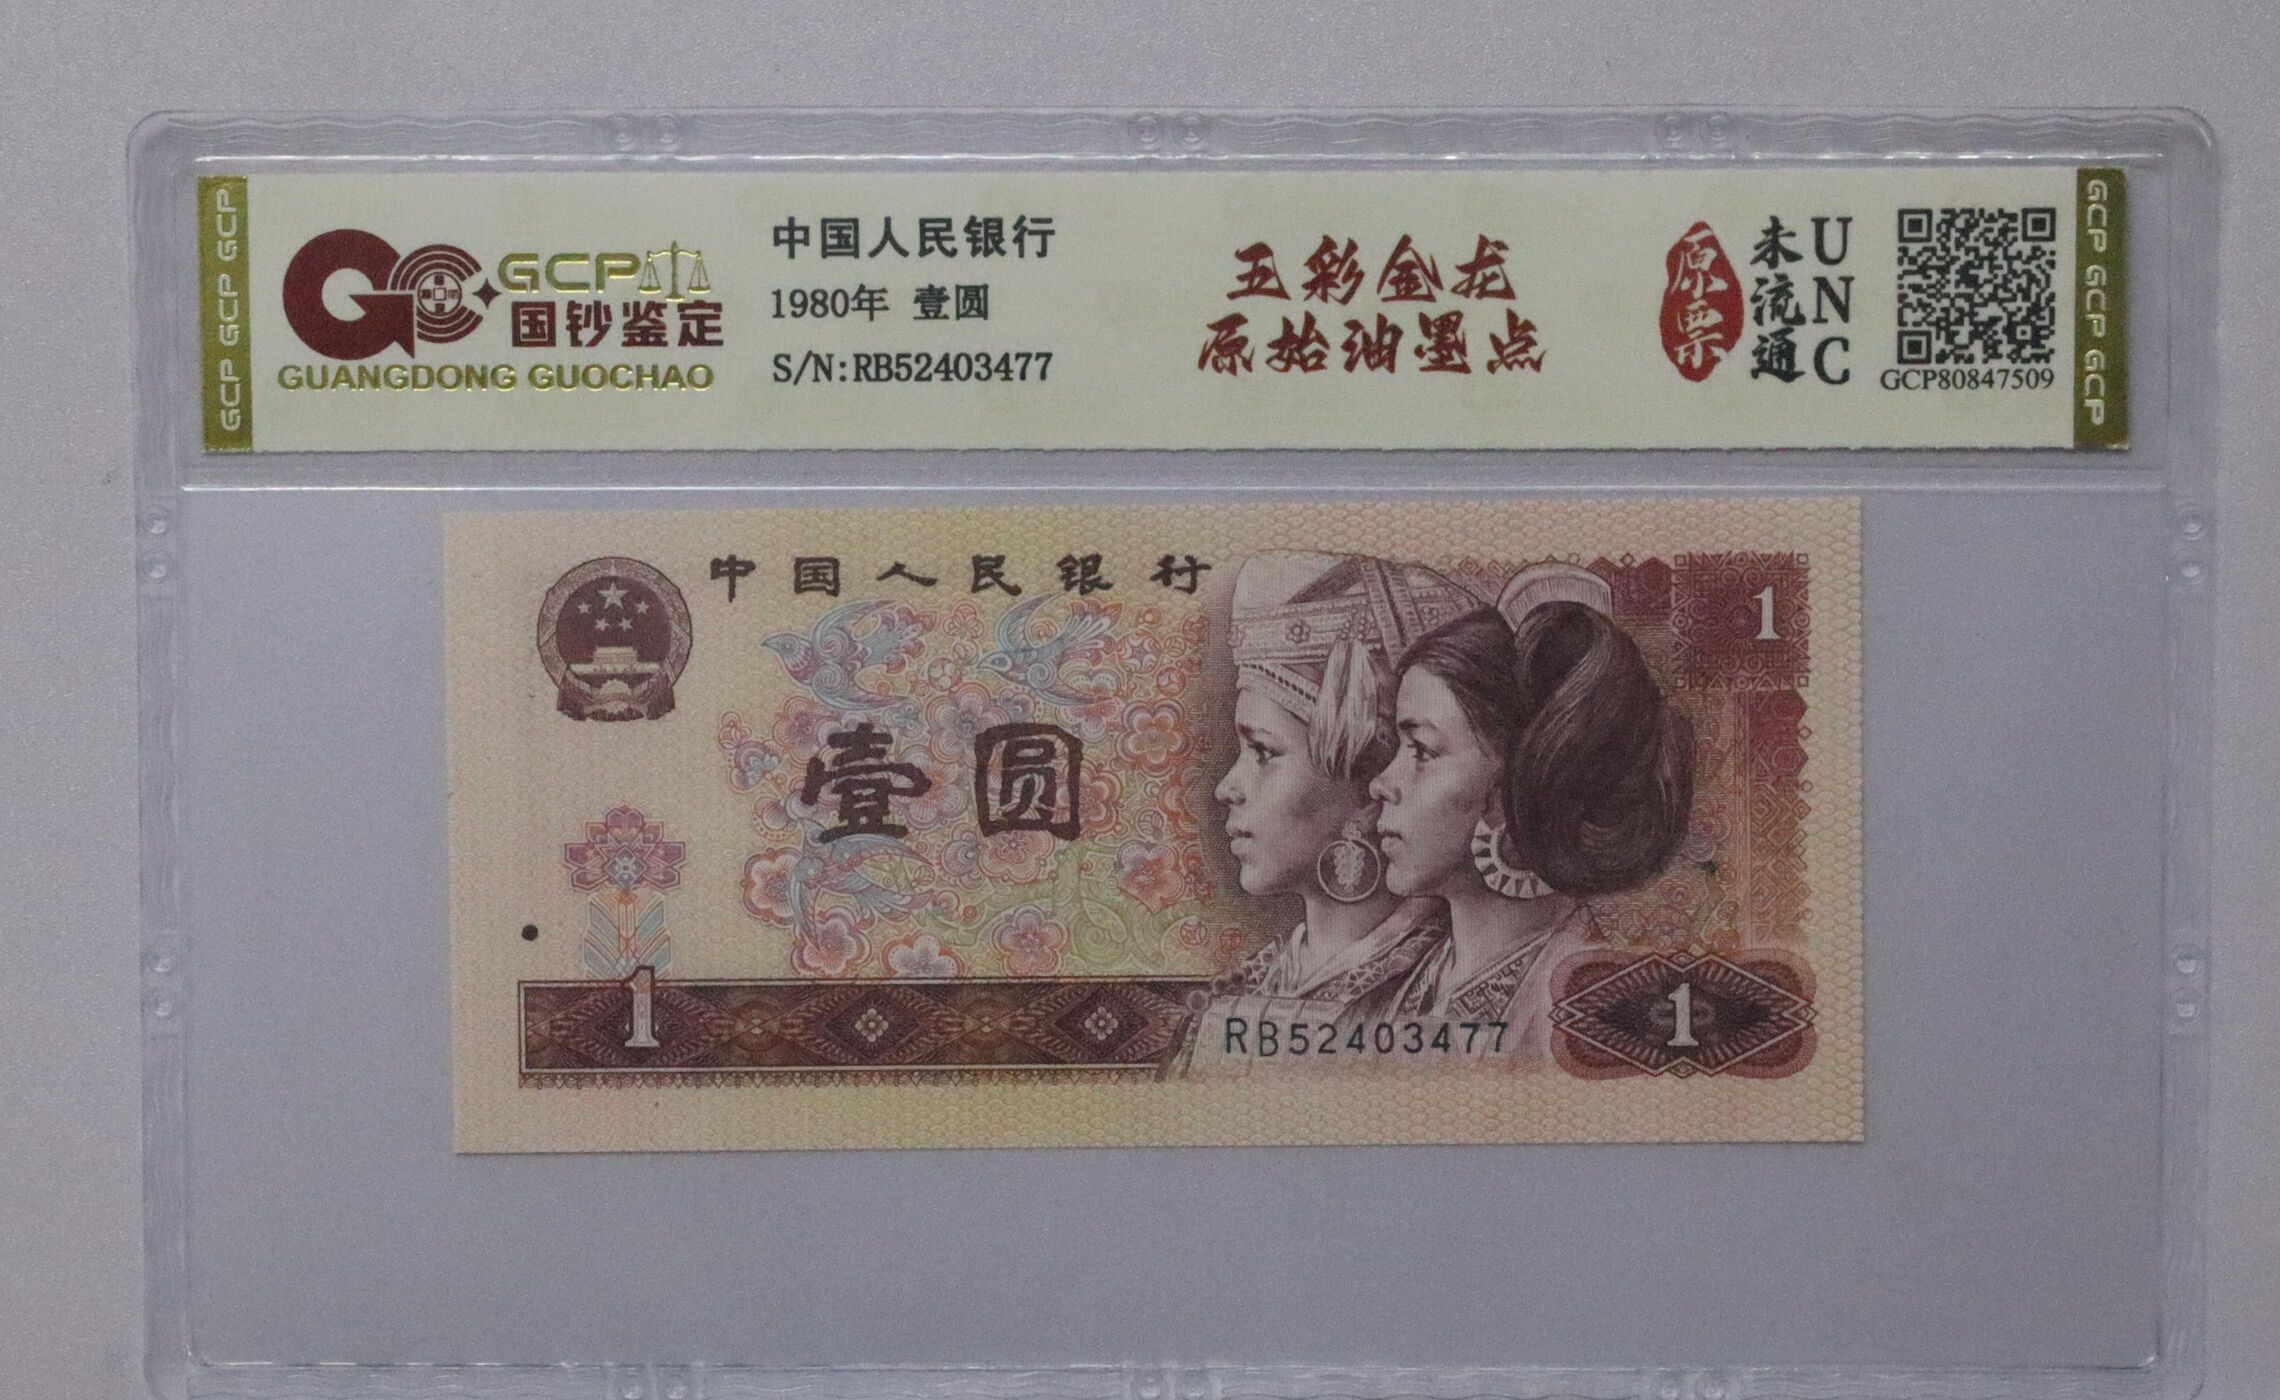 GCP GCP GCP
GCP
国钞鉴定
GUANGDONG GUOCHAO
中国人民银行
1980年 壹圆
S/N:RB52403477
五彩金龙
原始油墨点
原票
未流通
UNC
GCP80847509
GCP GCP GCP
中国人民银行
1
壹圆
1
RB52403477
1